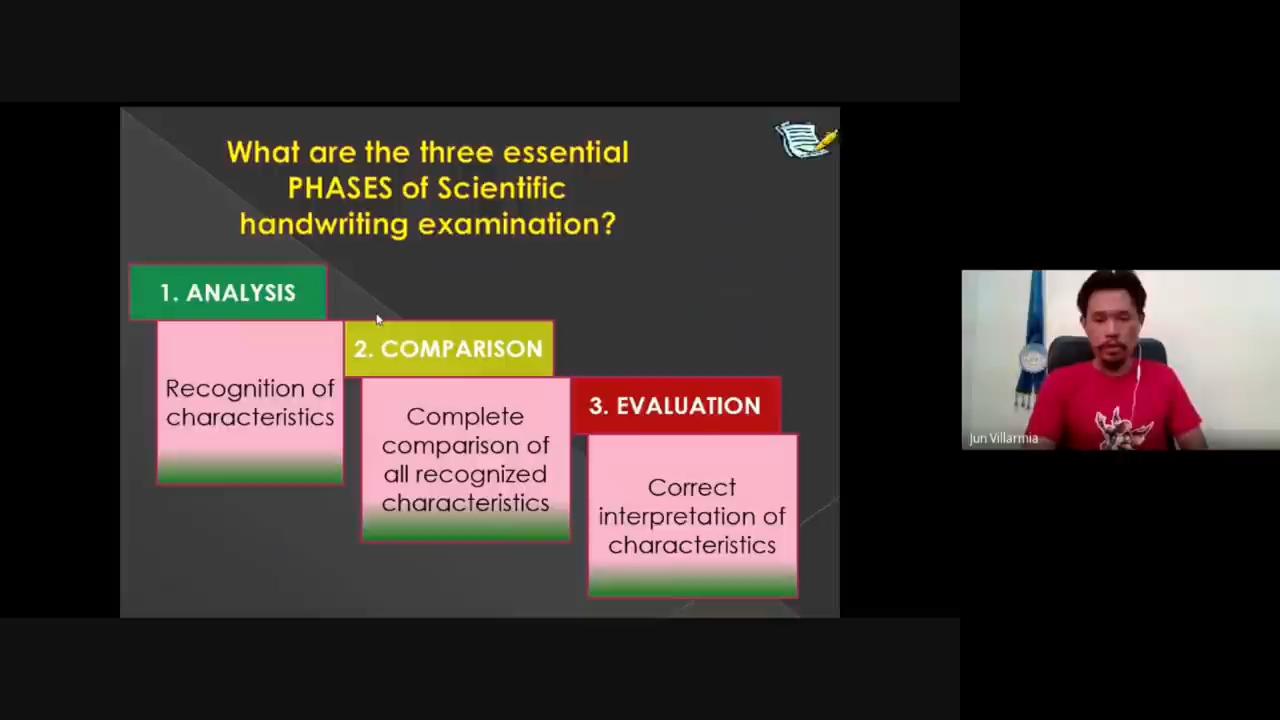 What are the three essential
PHASES of Scientific
handwriting examination?
1. ANALYSIS
Recognition of
characteristics
2. COMPARISON
Complete
comparison of
all recognized
characteristics
3. EVALUATION
Correct
interpretation of
characteristics
Jun Villarmia